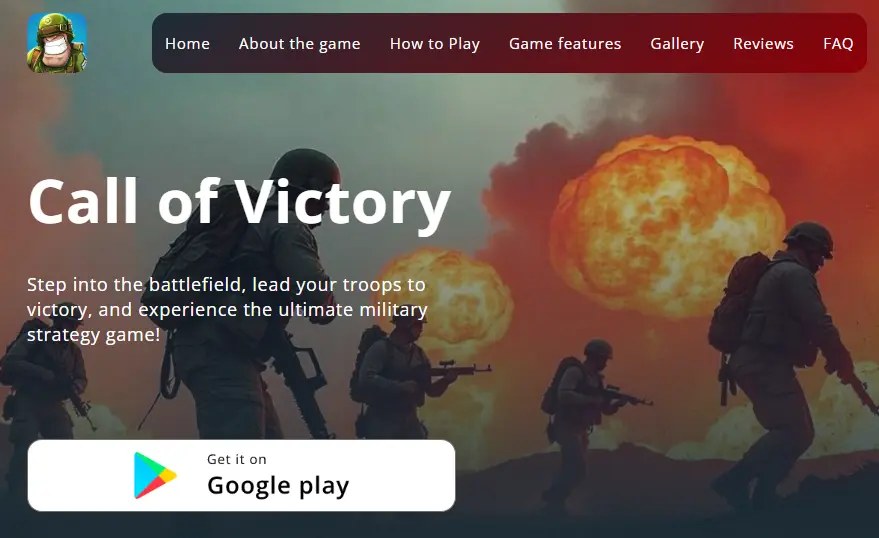 Home About the game How to Play Game features Gallery Reviews FAQ
Call of Victory
Step into the battlefield, lead your troops to
victory, and experience the ultimate military
strategy game!
Get it on
Google play